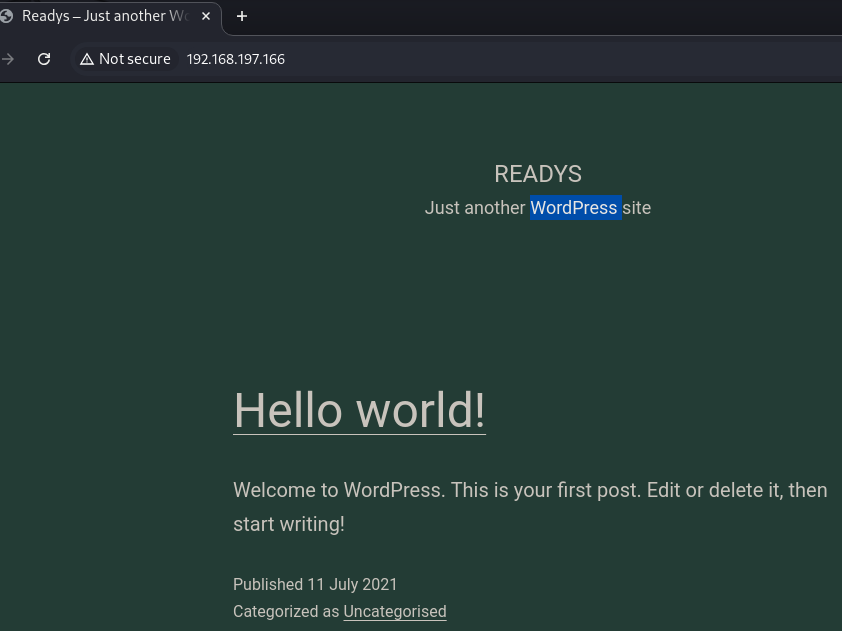 Readys – Just another
Not secure 192.168.197.166
READYS
Just another WordPress site
Hello world!
Welcome to WordPress. This is your first post. Edit or delete it, then
start writing!
Published 11 July 2021
Categorized as Uncategorised